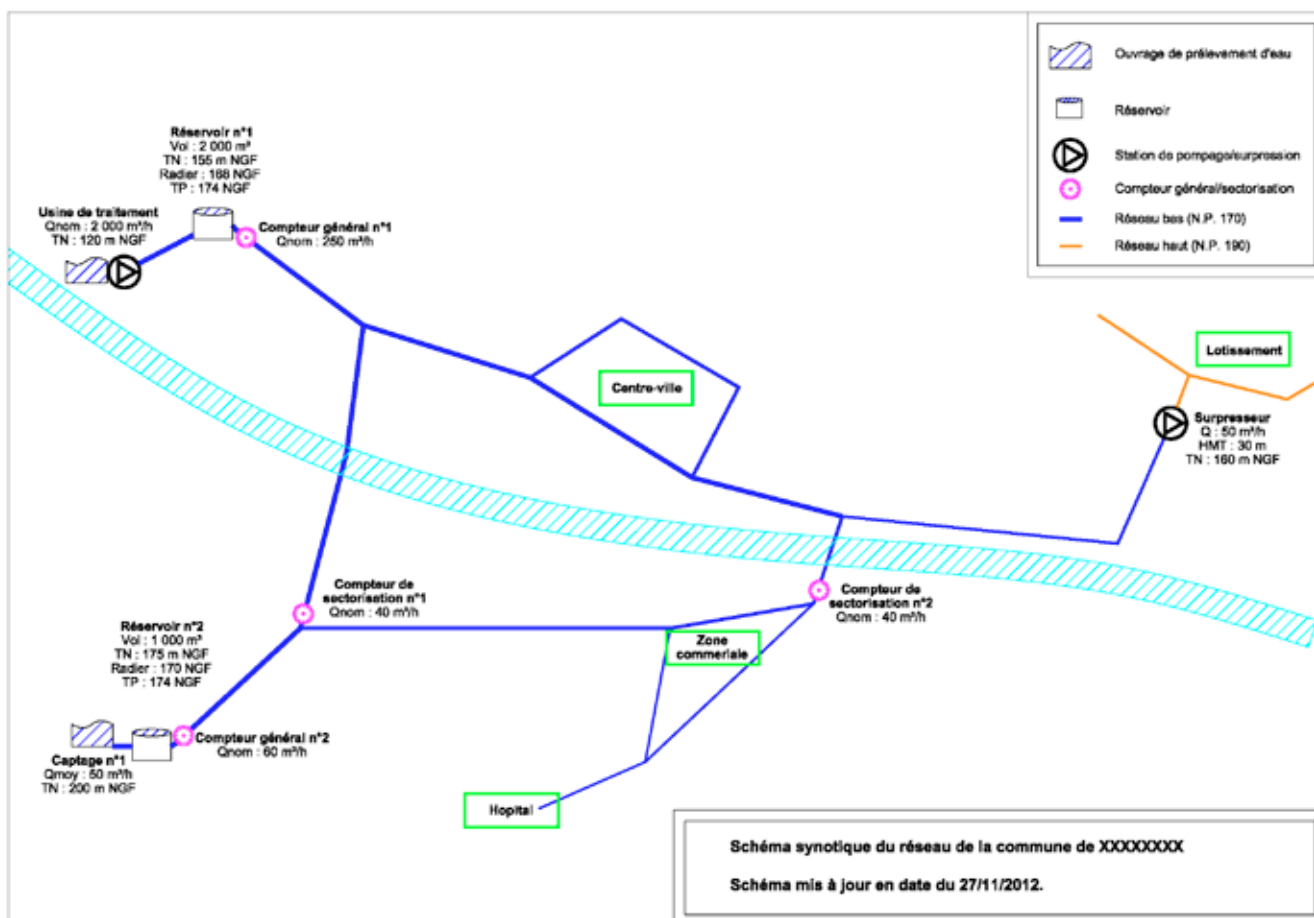 Ouvrage de prélevement d'eau
Réservoir
Station de pompage/surpression
Compteur général/sectorisation
Réseau bas (N.P. 170)
Réseau haut (N.P. 190)
Réservoir n°1
Vol : 2 000 m³
TN : 155 m NGF
Radier : 168 NGF
TP : 174 NGF
Usine de traitement
Qnom : 2 000 m³/h
TN : 120 m NGF
Compteur général n°1
Qnom : 250 m³/h
Centre-ville
Lotissement
Surpresseur
Q : 50 m³/h
HMT : 30 m
TN : 160 m NGF
Compteur de
sectorisation n°1
Qnom : 40 m³/h
Compteur de
sectorisation n°2
Qnom : 40 m³/h
Réservoir n°2
Vol : 1 000 m³
TN : 175 m NGF
Radier : 170 NGF
TP : 174 NGF
Zone
commeriale
Compteur général n°2
Qnom : 60 m³/h
Captage n°1
Qmoy : 50 m³/h
TN : 200 m NGF
Hopital
Schéma synotique du réseau de la commune de XXXXXXXX
Schéma mis à jour en date du 27/11/2012.